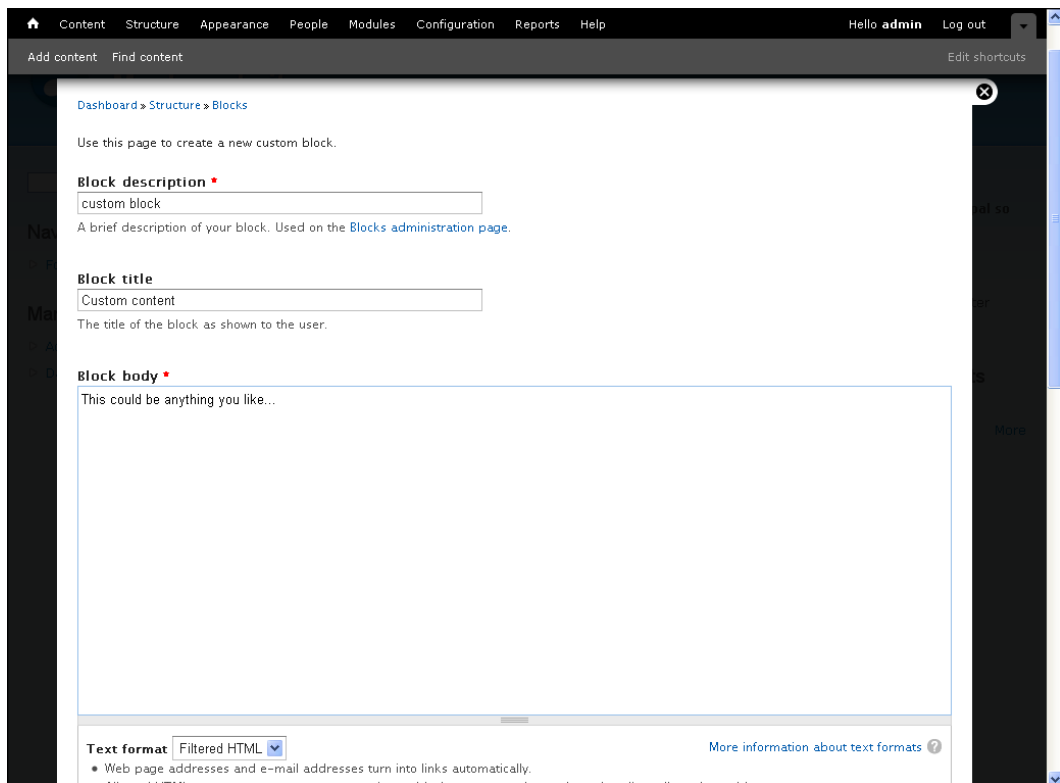 Content Structure Appearance People Modules Configuration Reports Help Hello admin Log out
Add content Find content Edit shortcuts
Dashboard » Structure » Blocks
Use this page to create a new custom block.
Block description *
custom block
A brief description of your block. Used on the Blocks administration page.
Block title
Custom content
The title of the block as shown to the user.
Block body *
This could be anything you like...
More
Text format Filtered HTML More information about text formats ?
• Web page addresses and e-mail addresses turn into links automatically.